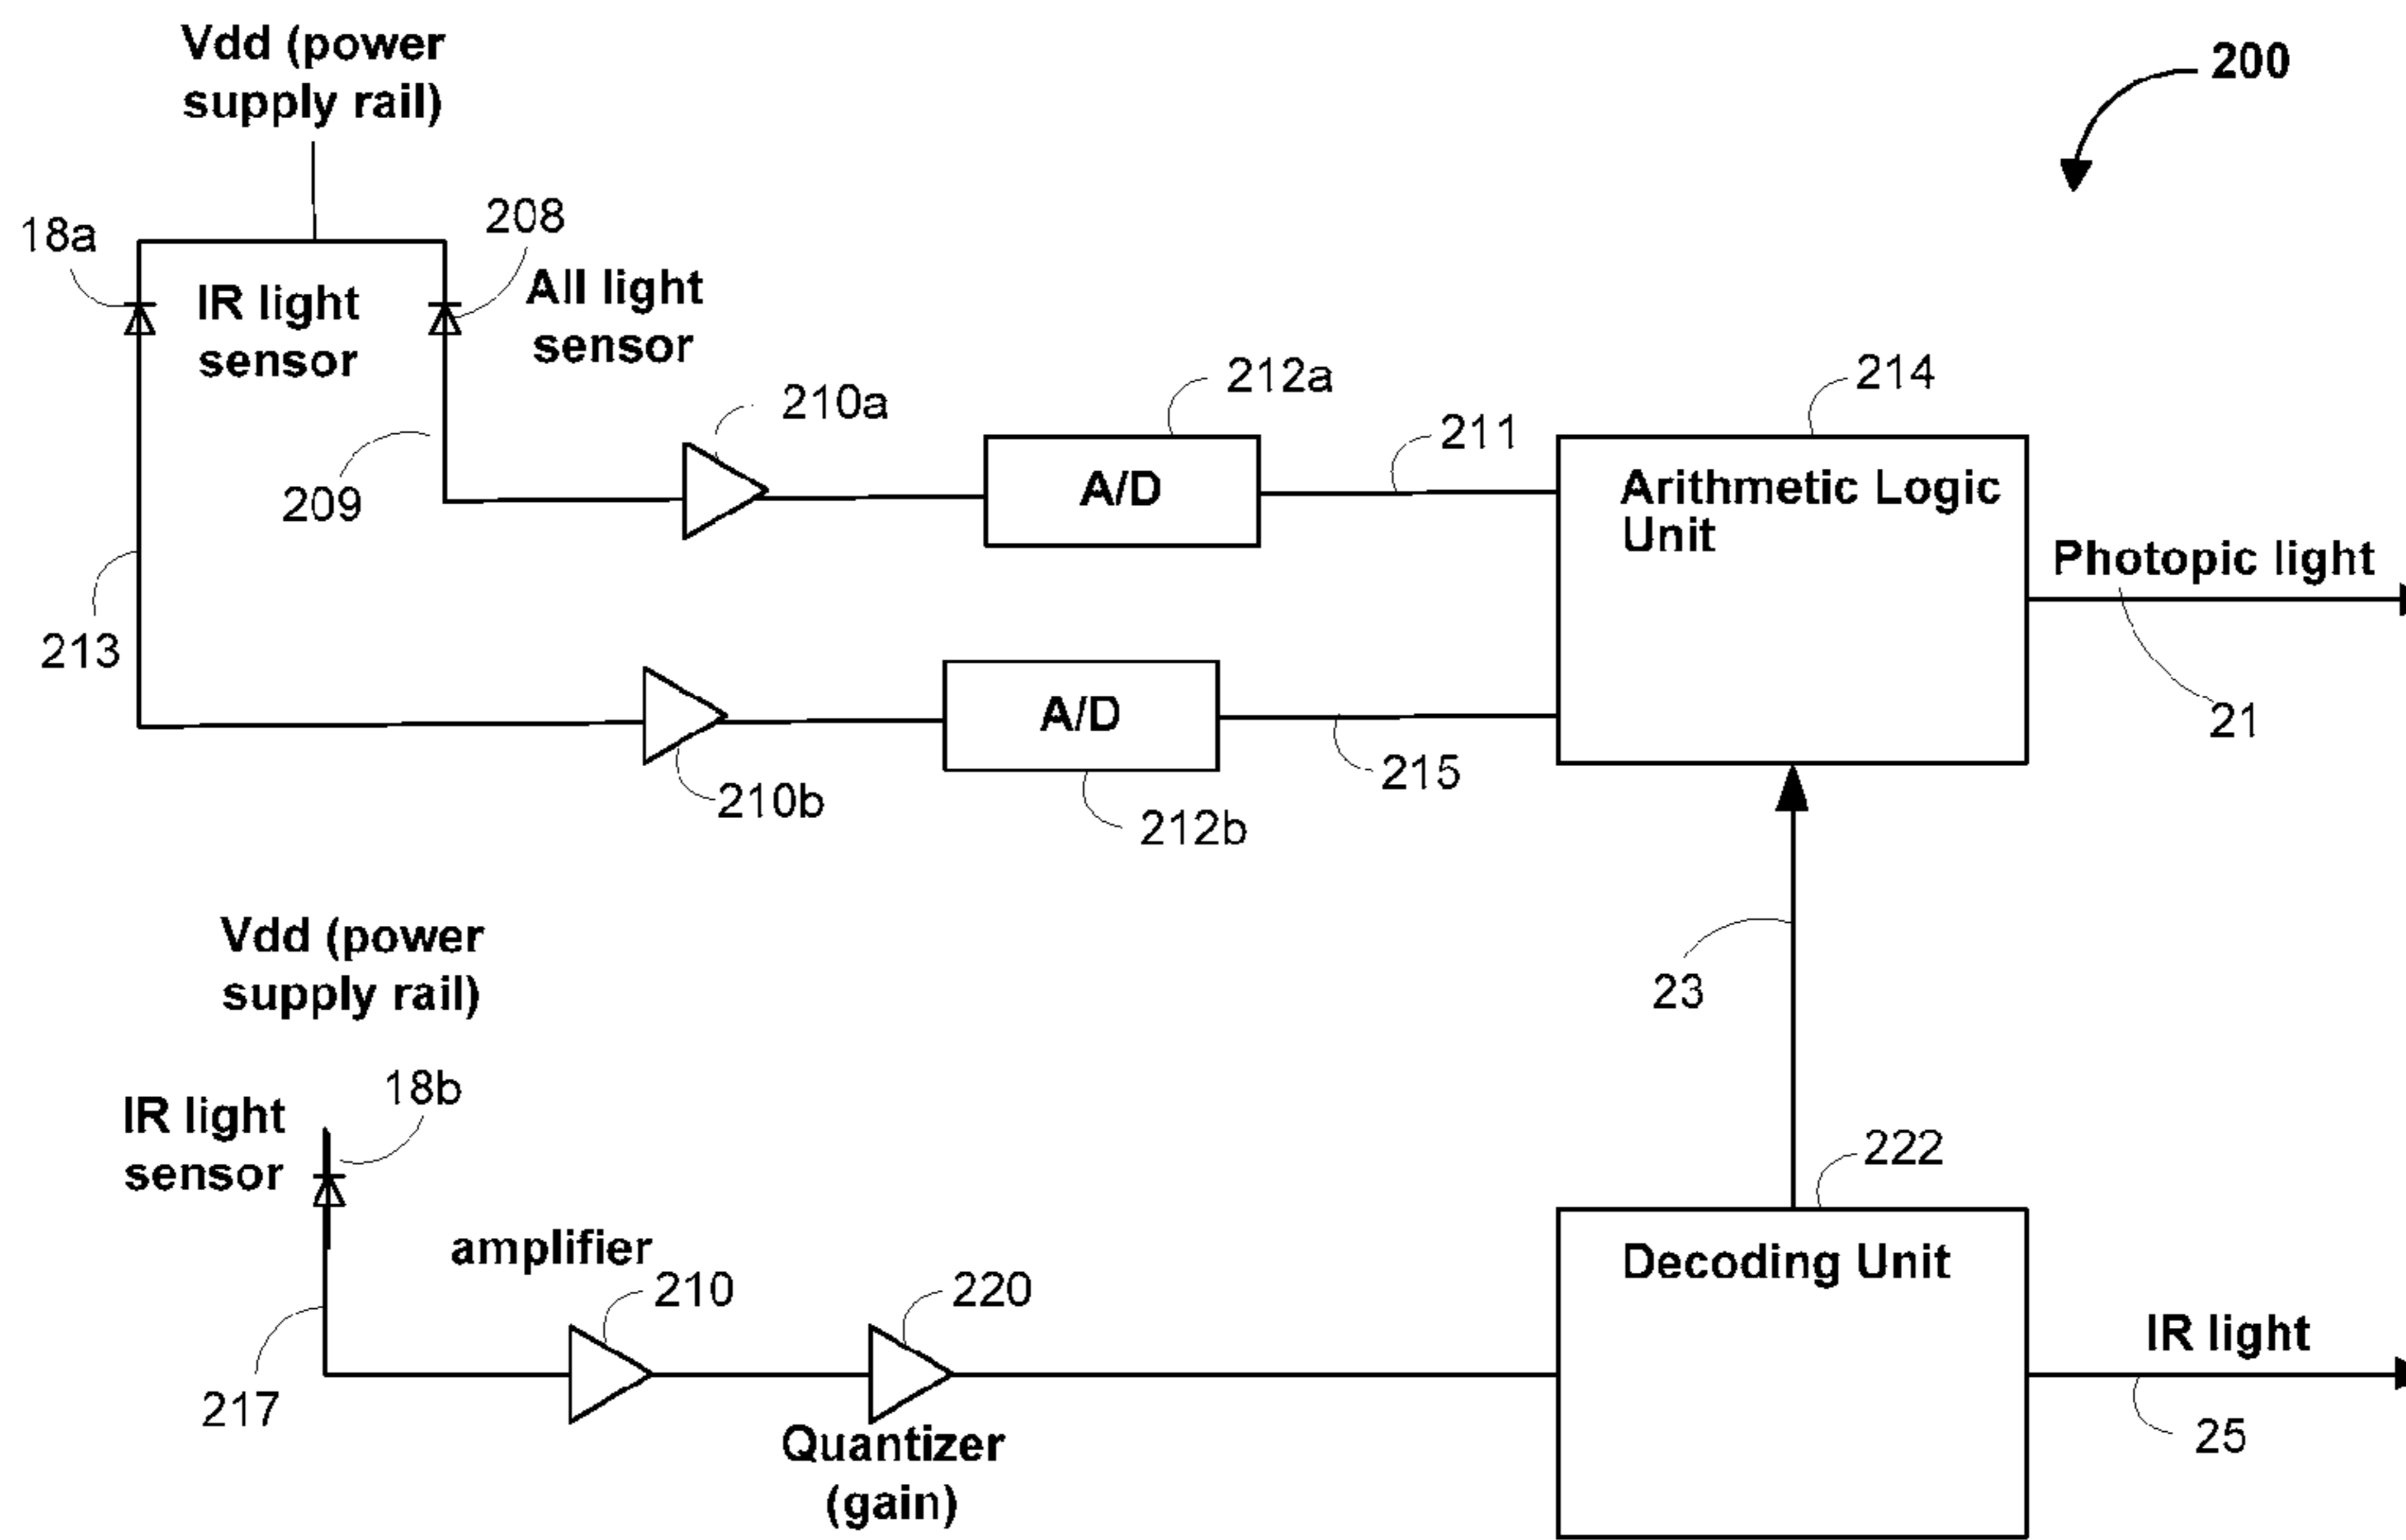 Vdd (power
supply rail)
200
18a
208
IR light
sensor
All light
sensor
210a
212a
214
211
209
A/D
Arithmetic Logic
Unit
Photopic light
213
A/D
21
210b
215
212b
Vdd (power
supply rail)
23
IR light
sensor
18b
222
amplifier
210
220
Decoding Unit
IR light
217
25
Quantizer
(gain)